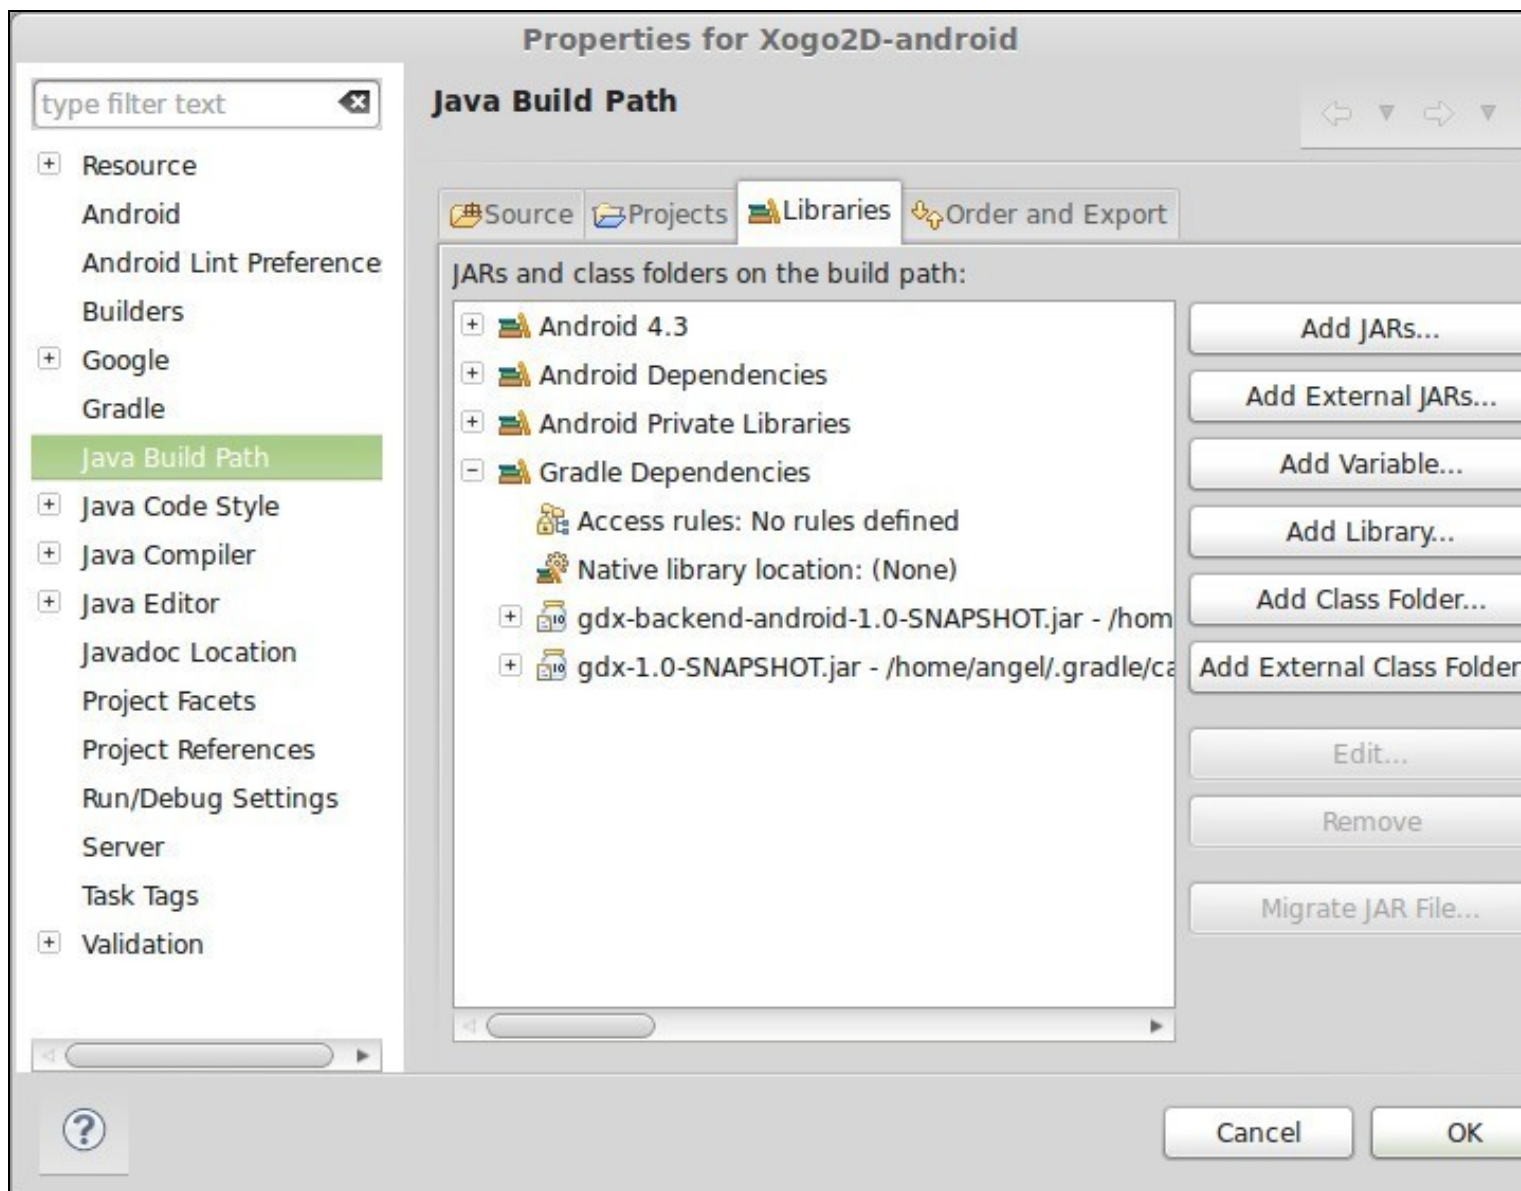 Properties for Xogo2D-android
type filter text
Resource
Android
Android Lint Preference
Builders
Google
Gradle
Java Build Path
Java Code Style
Java Compiler
Java Editor
Javadoc Location
Project Facets
Project References
Run/Debug Settings
Server
Task Tags
Validation
Java Build Path
Source Projects Libraries Order and Export
JARs and class folders on the build path:
Android 4.3
Android Dependencies
Android Private Libraries
Gradle Dependencies
Access rules: No rules defined
Native library location: (None)
gdx-backend-android-1.0-SNAPSHOT.jar - /hom
gdx-1.0-SNAPSHOT.jar - /home/angel/.gradle/ca
Add JARs...
Add External JARs...
Add Variable...
Add Library...
Add Class Folder...
Add External Class Folder
Edit...
Remove
Migrate JAR File...
?
Cancel
OK